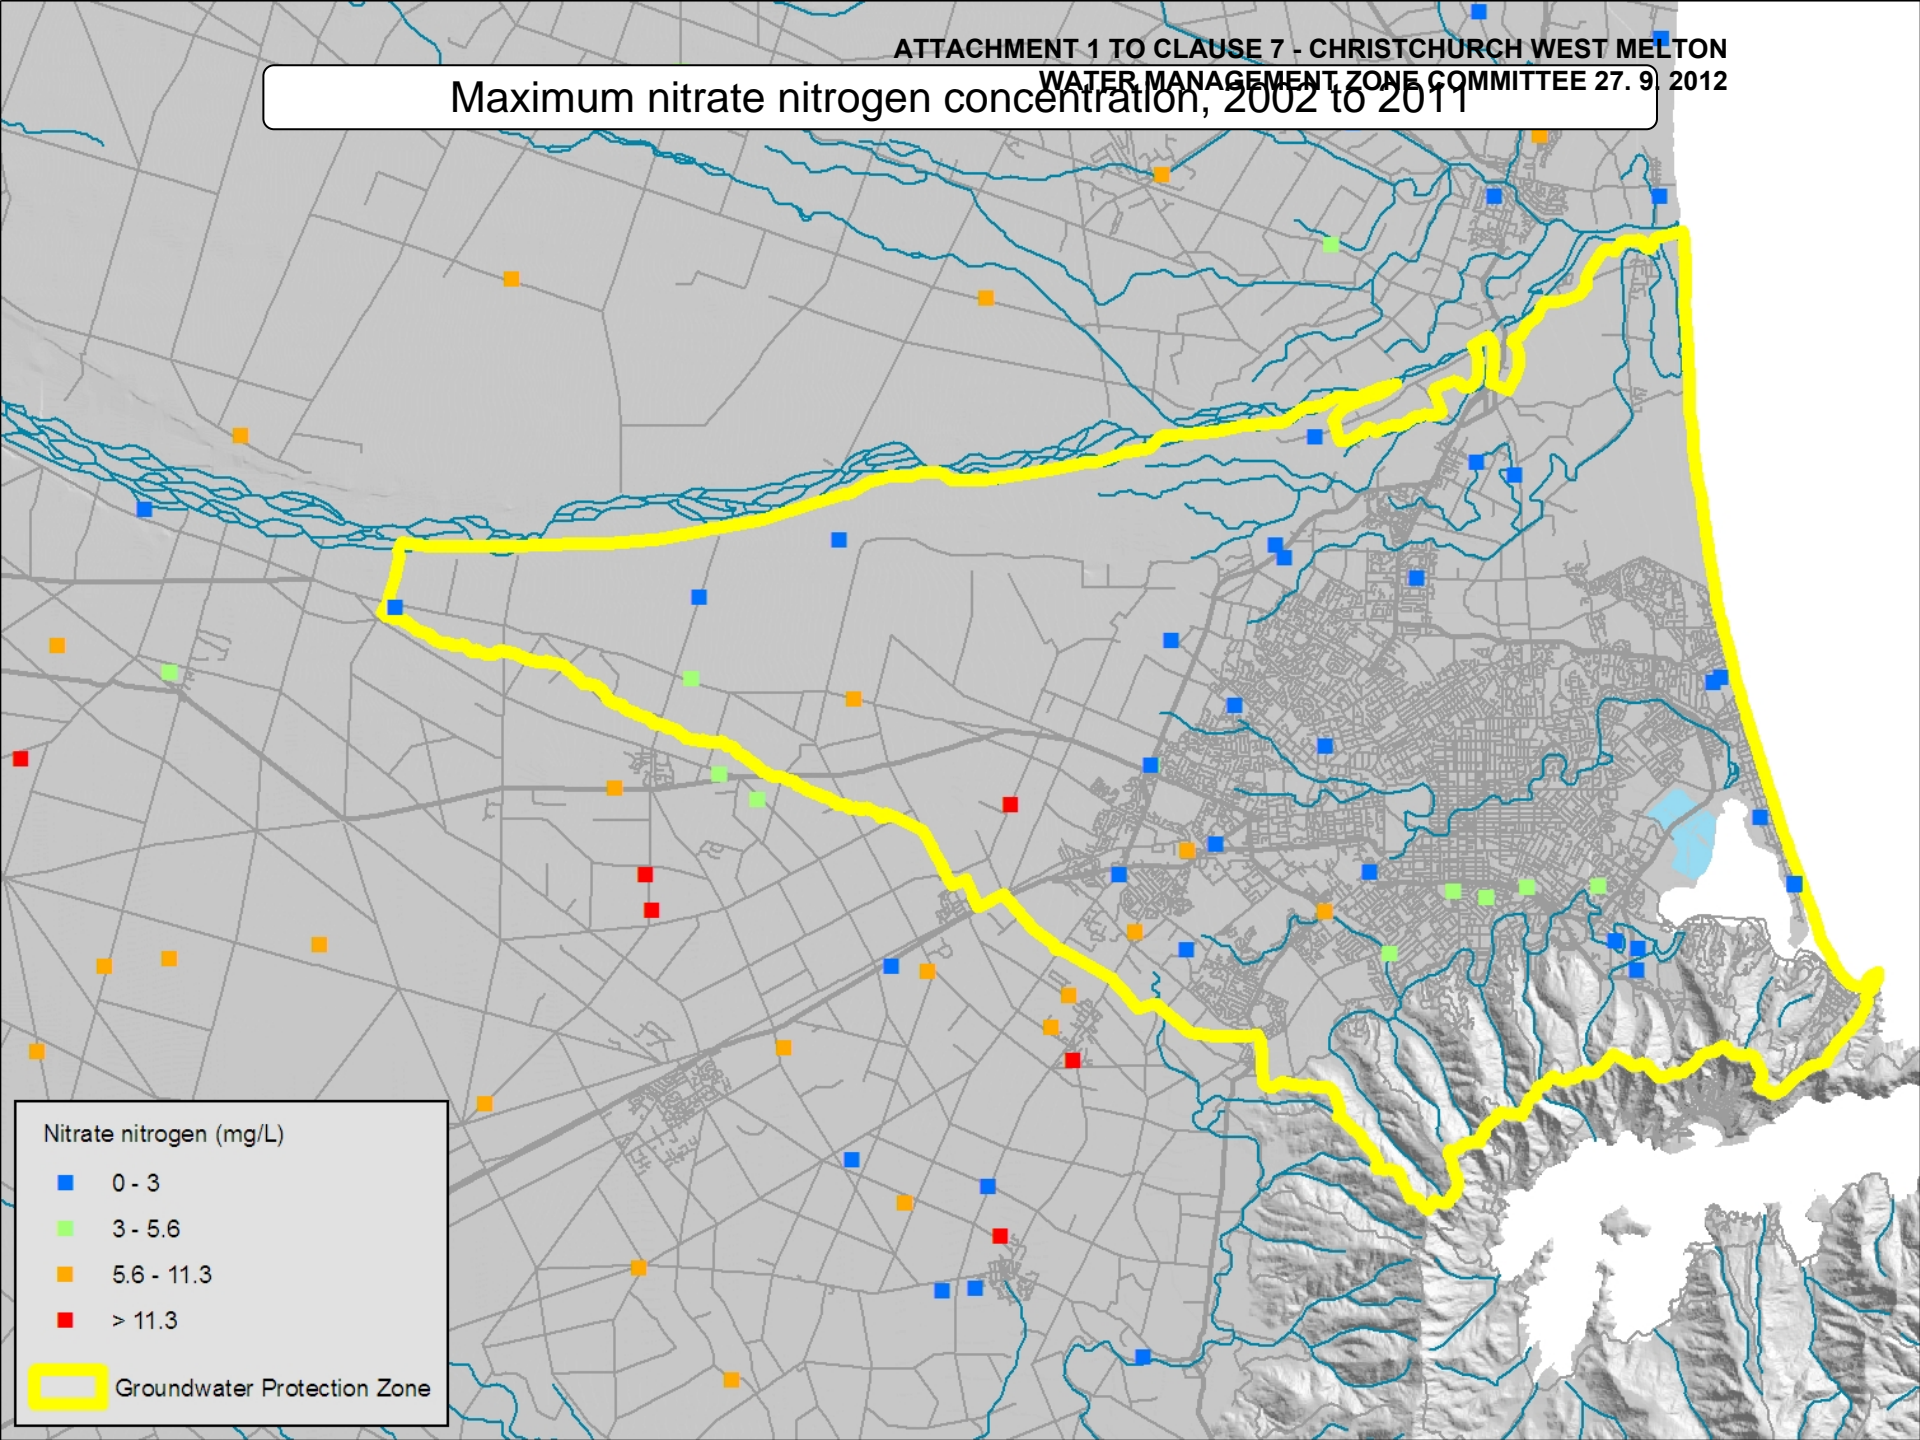 ATTACHMENT 1 TO CLAUSE 7 - CHRISTCHURCH WEST MELTON
WATER MANAGEMENT ZONE COMMITTEE 27. 9. 2012
Maximum nitrate nitrogen concentration, 2002 to 2011
Nitrate nitrogen (mg/L)
0 - 3
3 - 5.6
5.6 - 11.3
> 11.3
Groundwater Protection Zone